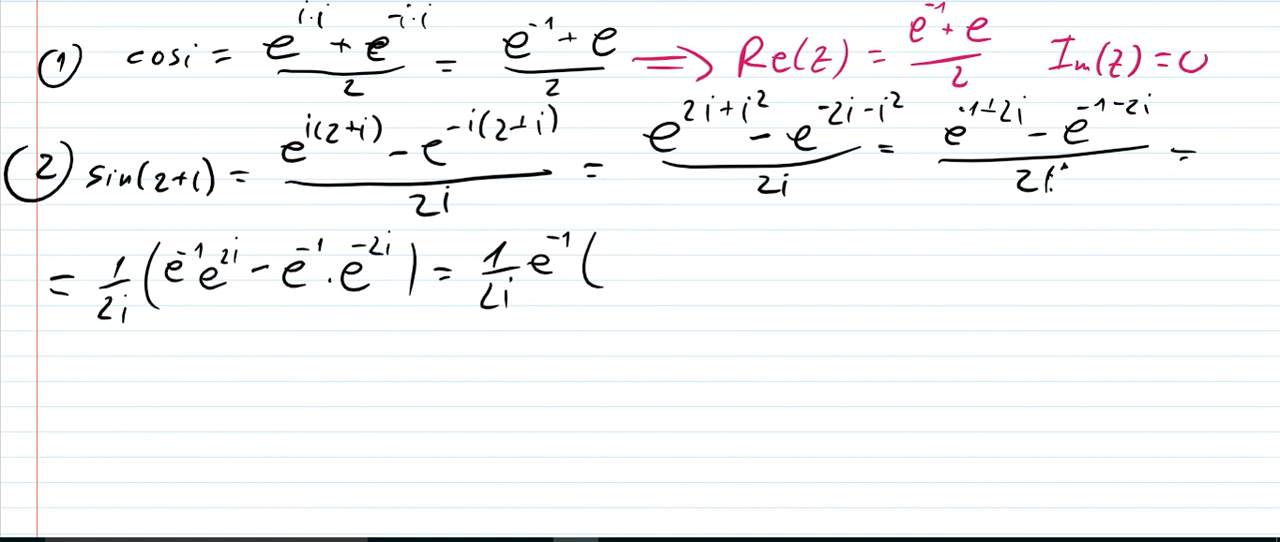 ① cos i = (e^{i·i} + e^{-i·i})/2 = (e^{-1} + e)/2 ⟹ Re(z) = (e^{-1} + e)/2 Im(z) = 0
② sin(2+i) = (e^{i(2+i)} - e^{-i(2+i)})/2i = (e^{2i+i^2} - e^{-2i-i^2})/2i = (e^{-1+2i} - e^{-1-2i})/2i =
= 1/2i (e^{-1} e^{2i} - e^{-1} · e^{-2i}) = 1/2i e^{-1} (